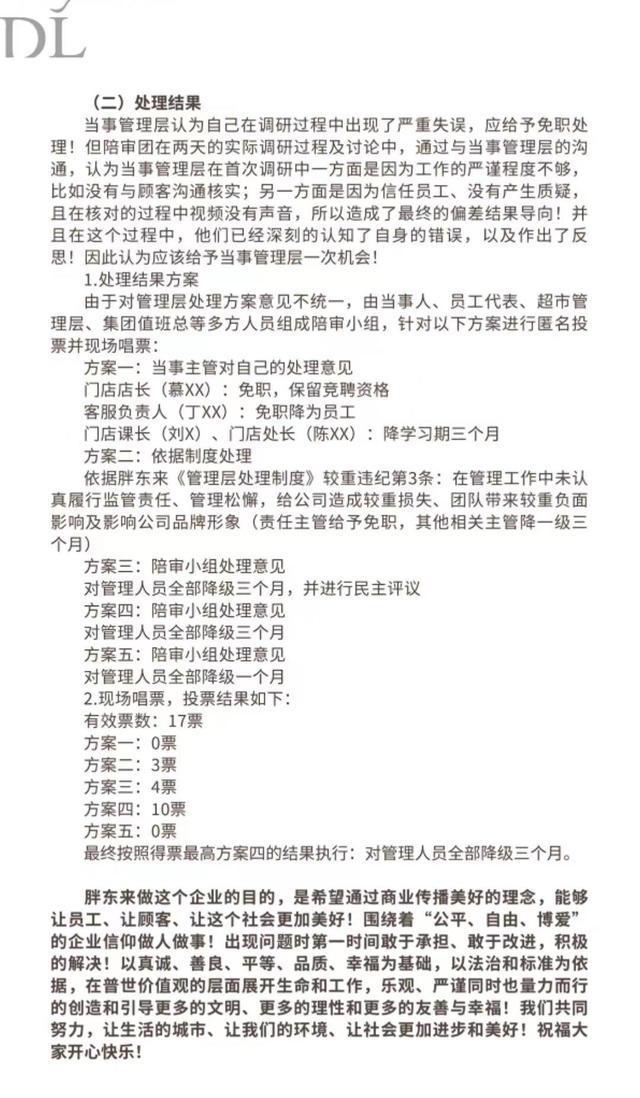 DL
（二）处理结果
当事管理层认为自己在调研过程中出现了严重失误，应给予免职处
理！但陪审团在两天的实际调研过程及讨论中，通过与当事管理层的沟
通，认为当事管理层在首次调研中一方面是因为工作的严谨程度不够，
比如没有与顾客沟通核实；另一方面是因为信任员工、没有产生质疑，
且在核对的过程中视频没有声音，所以造成了最终的偏差结果导向！并
且在这个过程中，他们已经深刻的认知了自身的错误，以及作出了反
思！因此认为应该给予当事管理层一次机会！
1.处理结果方案
由于对管理层处理方案意见不统一，由当事人、员工代表、超市管
理层、集团值班总等多方人员组成陪审小组，针对以下方案进行匿名投
票并现场唱票：
方案一：当事主管对自己的处理意见
门店店长（慕XX）：免职，保留竞聘资格
客服负责人（丁XX）：免职降为员工
门店课长（刘X）、门店处长（陈XX）：降学习期三个月
方案二：依据制度处理
依据胖东来《管理层处理制度》较重违纪第3条：在管理工作中未认
真履行监管责任、管理松懈，给公司造成较重损失、团队带来较重负面
影响及影响公司品牌形象（责任主管给予免职，其他相关主管降一级三
个月）
方案三：陪审小组处理意见
对管理人员全部降级三个月，并进行民主评议
方案四：陪审小组处理意见
对管理人员全部降级三个月
方案五：陪审小组处理意见
对管理人员全部降级一个月
2.现场唱票，投票结果如下：
有效票数：17票
方案一：0票
方案二：3票
方案三：4票
方案四：10票
方案五：0票
最终按照得票最高方案四的结果执行：对管理人员全部降级三个月。
胖东来做这个企业的目的，是希望通过商业传播美好的理念，能够
让员工、让顾客、让这个社会更加美好！围绕着“公平、自由、博爱”
的企业信仰做人做事！出现问题时第一时间敢于承担、敢于改进，积极
的解决！以真诚、善良、平等、品质、幸福为基础，以法治和标准为依
据，在普世价值观的层面展开生命和工作，乐观、严谨同时也量力而行
的创造和引导更多的文明、更多的理性和更多的友善与幸福！我们共同
努力，让生活的城市、让我们的环境、让社会更加进步和美好！祝福大
家开心快乐！